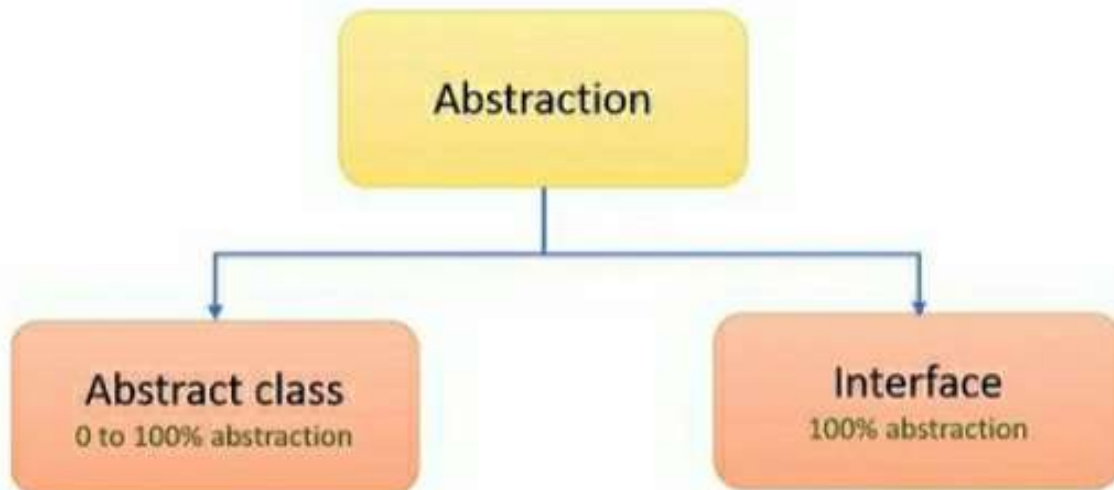 Abstraction
Abstract class
0 to 100% abstraction
Interface
100% abstraction